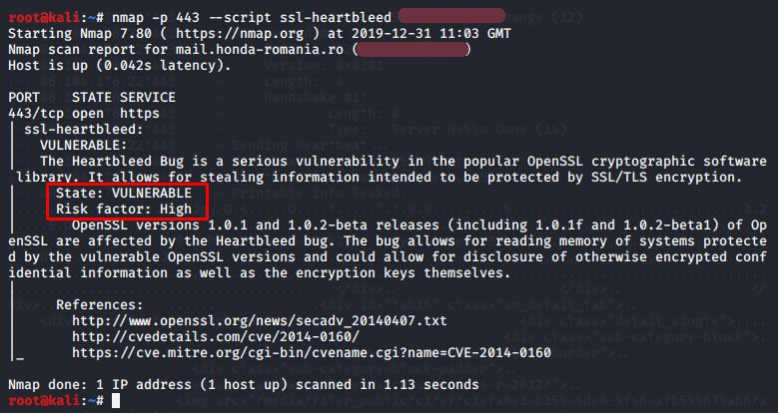 root@kali:~# nmap -p 443 --script ssl-heartbleed
Starting Nmap 7.80 ( https://nmap.org ) at 2019-12-31 11:03 GMT
Nmap scan report for mail.honda-romania.ro (
)
Host is up (0.042s latency).
PORT    STATE SERVICE
443/tcp open  https
| ssl-heartbleed:
|   VULNERABLE:
|   The Heartbleed Bug is a serious vulnerability in the popular OpenSSL cryptographic software
library. It allows for stealing information intended to be protected by SSL/TLS encryption.
|     State: VULNERABLE
|     Risk factor: High
|       OpenSSL versions 1.0.1 and 1.0.2-beta releases (including 1.0.1f and 1.0.2-beta1) of Op
enSSL are affected by the Heartbleed bug. The bug allows for reading memory of systems protecte
d by the vulnerable OpenSSL versions and could allow for disclosure of otherwise encrypted conf
idential information as well as the encryption keys themselves.
|
|     References:
|       http://www.openssl.org/news/secadv_20140407.txt
|       http://cvedetails.com/cve/2014-0160/
|_      https://cve.mitre.org/cgi-bin/cvename.cgi?name=CVE-2014-0160
Nmap done: 1 IP address (1 host up) scanned in 1.13 seconds
root@kali:~#